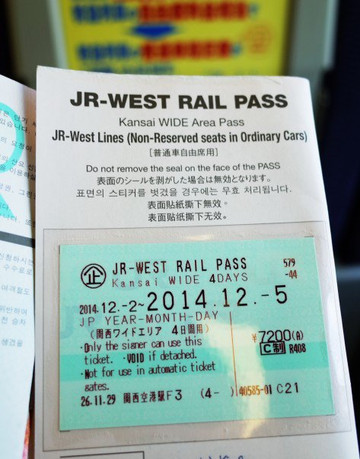 JR-WEST RAIL PASS
Kansai WIDE Area Pass
JR-West Lines (Non-Reserved seats in Ordinary Cars)
[普通車自由席用]
Do not remove the seal on the face of the PASS
表面のシールを剥がした場合は無効となります。
표면의 스티커를 벗겼을 경우에는 무효 처리됩니다.
表面貼紙撕下無效。
表面贴纸撕下无效。
企 JR-WEST RAIL PASS 579
Kansai WIDE 4DAYS -44
2014.12.-2-2014.12.-5
JP YEAR-MONTH-DAY
(関西ワイドエリア 4日間用) ¥7200(A)
・Only the signer can use this C制 R408
ticket. ・VOID if detached.
・Not for use in automatic ticket
gates.
26.11.29 関西空港駅F3 (4- ) 40585-01 C21